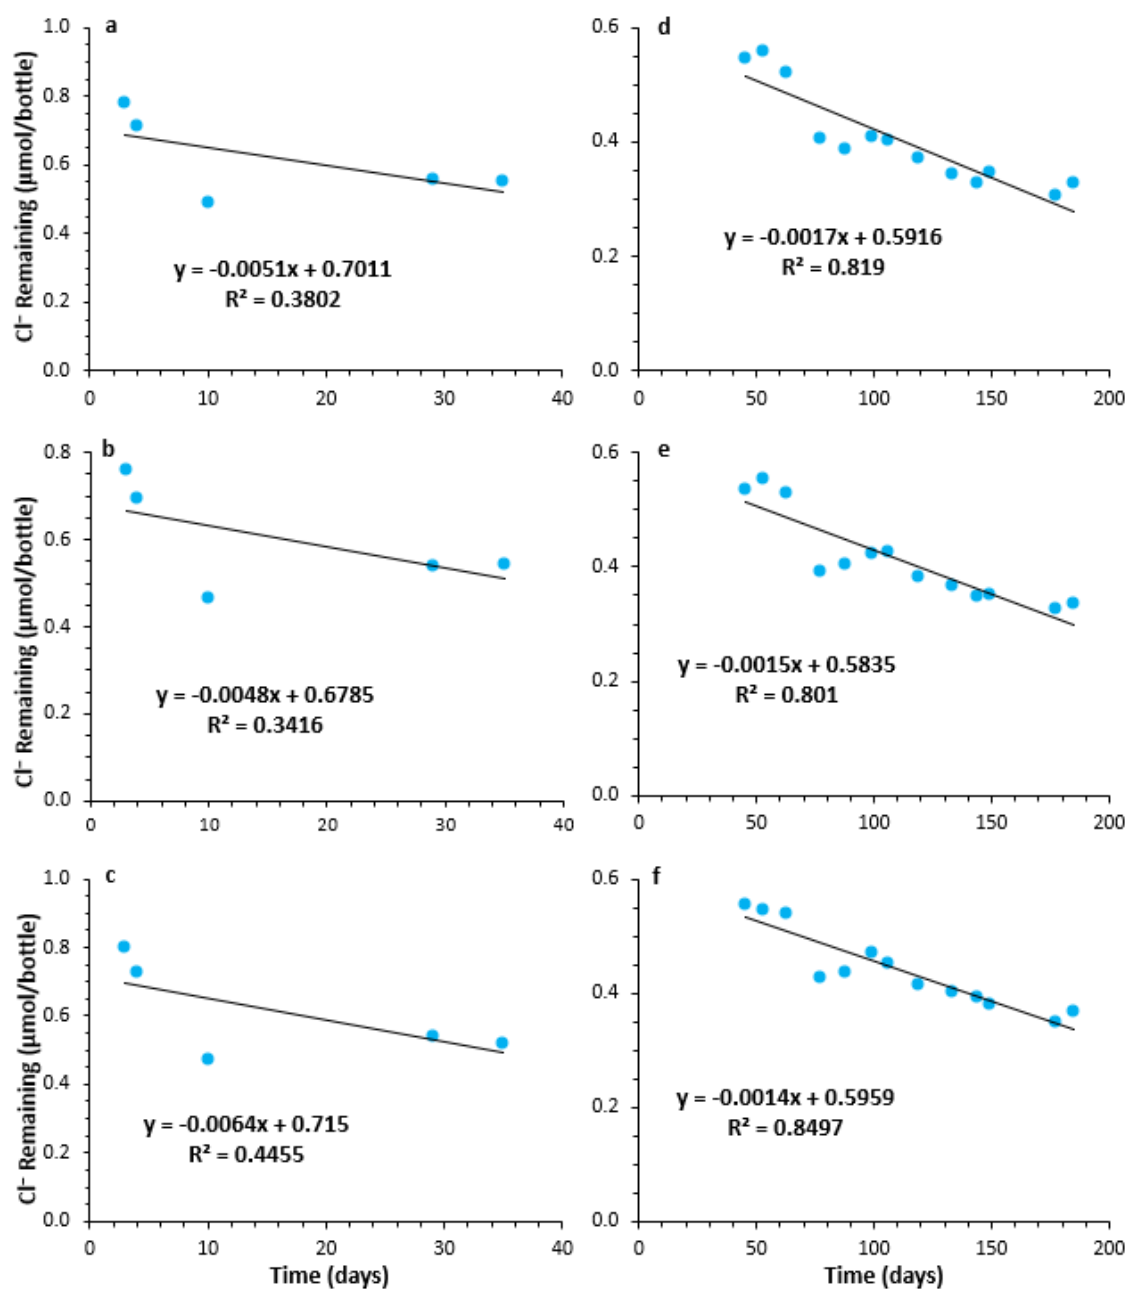 a
Cl⁻ Remaining (µmol/bottle)
1.0
0.8
0.6
0.4
0.2
0.0
y = -0.0051x + 0.7011
R² = 0.3802
0 10 20 30 40
d
0.6
0.4
0.2
0.0
y = -0.0017x + 0.5916
R² = 0.819
0 50 100 150 200
b
Cl⁻ Remaining (µmol/bottle)
0.8
0.6
0.4
0.2
0.0
y = -0.0048x + 0.6785
R² = 0.3416
0 10 20 30 40
e
0.6
0.4
0.2
0.0
y = -0.0015x + 0.5835
R² = 0.801
0 50 100 150 200
c
Cl⁻ Remaining (µmol/bottle)
1.0
0.8
0.6
0.4
0.2
0.0
y = -0.0064x + 0.715
R² = 0.4455
0 10 20 30 40
Time (days)
f
0.6
0.4
0.2
0.0
y = -0.0014x + 0.5959
R² = 0.8497
0 50 100 150 200
Time (days)